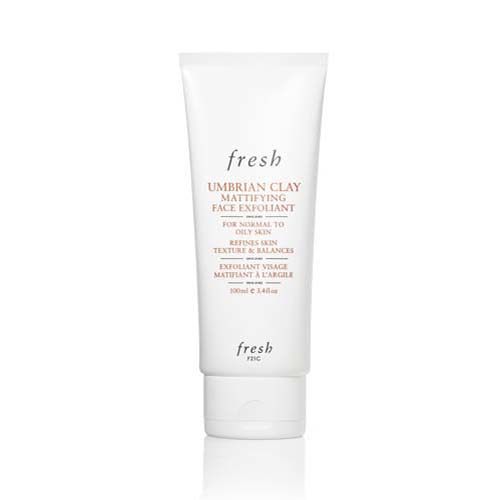 fresh
UMBRIAN CLAY
MATTIFYING
FACE EXFOLIANT
FOR NORMAL TO
OILY SKIN
REFINES SKIN
TEXTURE & BALANCES
EXFOLIANT VISAGE
MATIFIANT À L'ARGILE
100ml ℮ 3.4fl.oz
fresh
FZIC